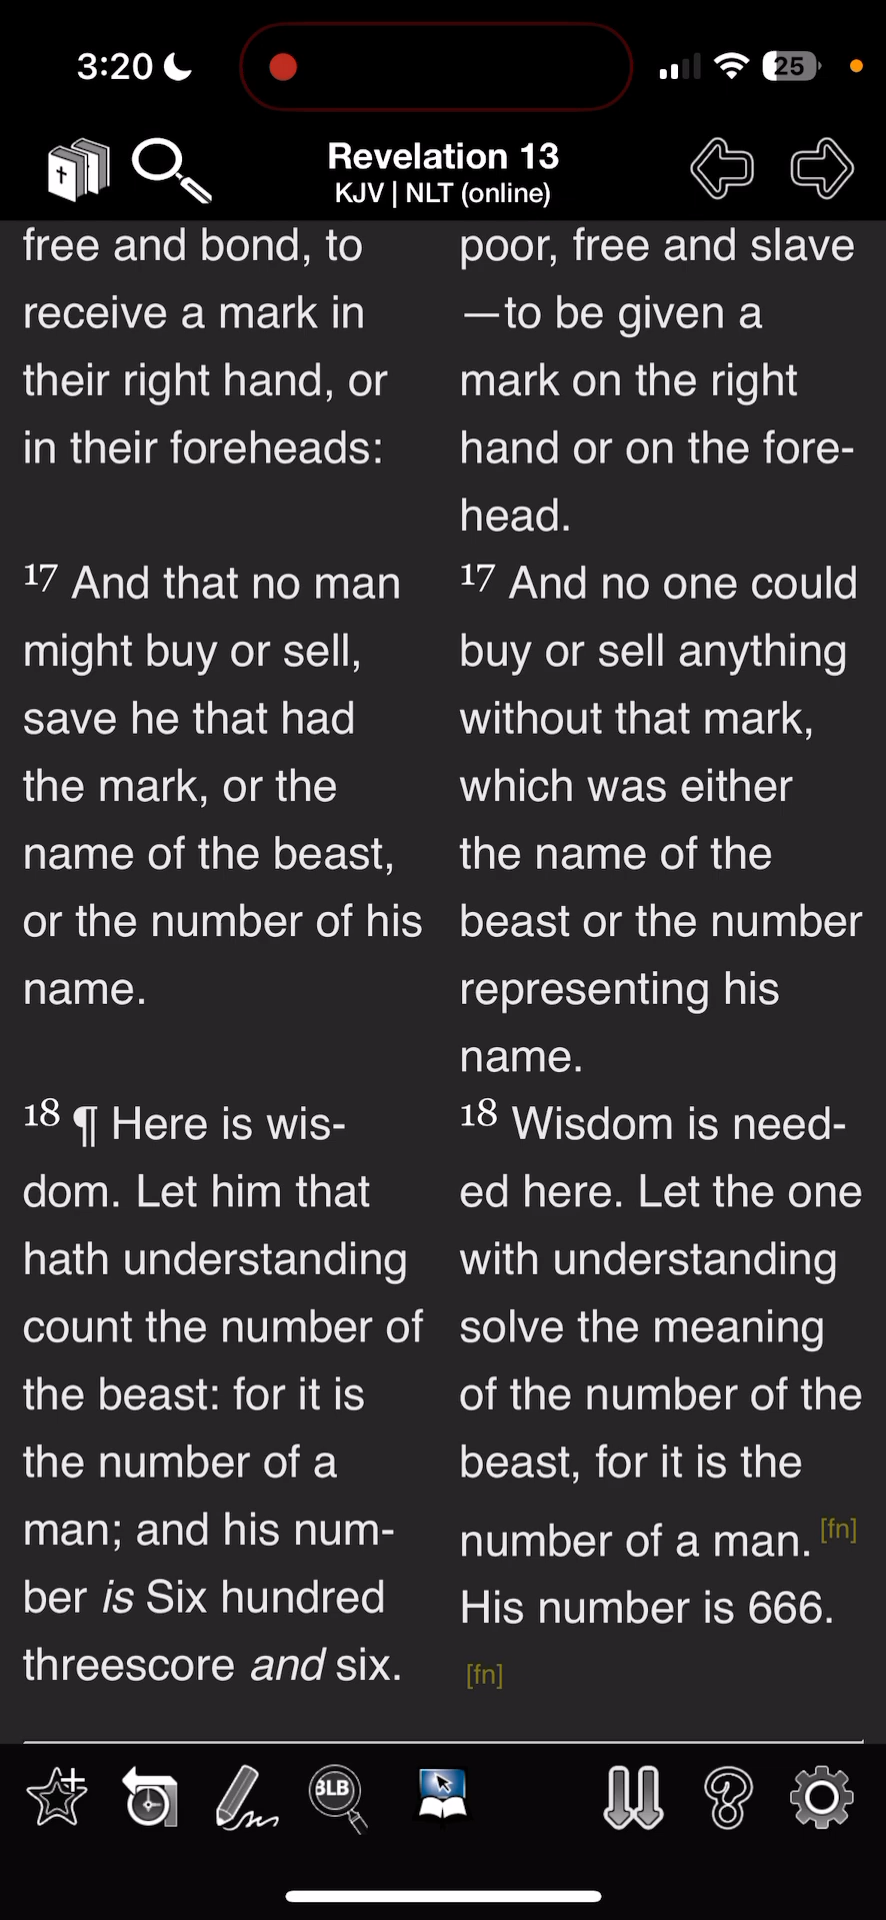 3:20
25
Revelation 13
KJV | NLT (online)
free and bond, to
receive a mark in
their right hand, or
in their foreheads:
17 And that no man
might buy or sell,
save he that had
the mark, or the
name of the beast,
or the number of his
name.
18 ¶ Here is wis-
dom. Let him that
hath understanding
count the number of
the beast: for it is
the number of a
man; and his num-
ber is Six hundred
threescore and six.
poor, free and slave
—to be given a
mark on the right
hand or on the fore-
head.
17 And no one could
buy or sell anything
without that mark,
which was either
the name of the
beast or the number
representing his
name.
18 Wisdom is need-
ed here. Let the one
with understanding
solve the meaning
of the number of the
beast, for it is the
number of a man. [fn]
His number is 666.
[fn]
BLB